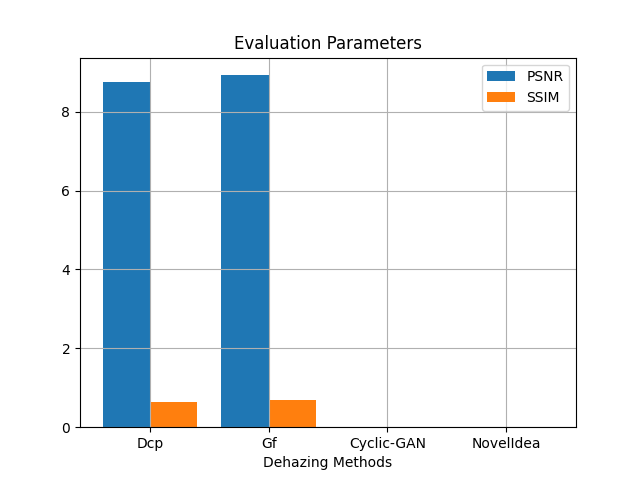 Evaluation Parameters
PSNR
SSIM
8
6
4
2
0
Dcp Gf Cyclic-GAN NovelIdea
Dehazing Methods